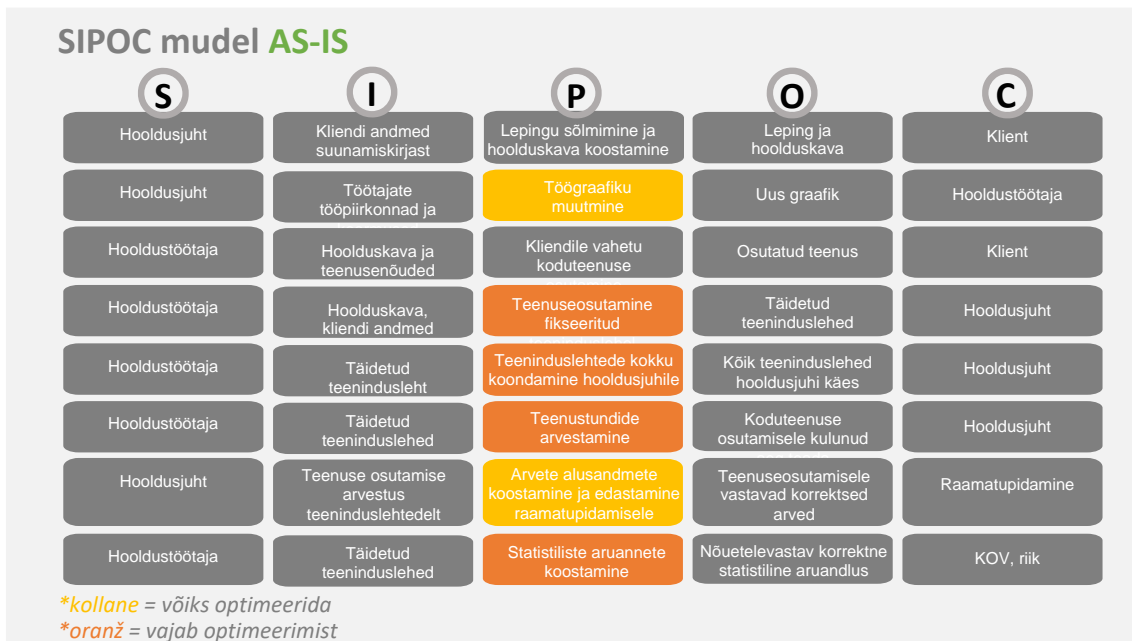 SIPOC mudel AS-IS
S I P O C
Hooldusjuht
Kliendi andmed
suunamiskirjast
Lepingu sõlmimine ja
hoolduskava koostamine
Leping ja
hoolduskava
Klient
Hooldusjuht
Töötajate
tööpiirkonnad ja
Töögraafiku
muutmine
Uus graafik
Hooldustöötaja
Hooldustöötaja
Hoolduskava ja
teenusenõuded
Kliendile vahetu
koduteenuse
Osutatud teenus
Klient
Hooldustöötaja
Hoolduskava,
kliendi andmed
Teenuseosutamine
fikseeritud
Täidetud
teeninduslehed
Hooldusjuht
Hooldustöötaja
Täidetud
teenindusleht
Teeninduslehtede kokku
koondamine hooldusjuhile
Kõik teeninduslehed
hooldusjuhi käes
Hooldusjuht
Hooldustöötaja
Täidetud
teeninduslehed
Teenustundide
arvestamine
Koduteenuse
osutamisele kulunud
Hooldusjuht
Hooldusjuht
Teenuse osutamise
arvestus
teeninduslehtedelt
Arvete alusandmete
koostamine ja edastamine
raamatupidamisele
Teenuseosutamisele
vastavad korrektsed
arved
Raamatupidamine
Hooldustöötaja
Täidetud
teeninduslehed
Statistiliste aruannete
koostamine
Nõuetelevastav korrektne
statistiline aruandlus
KOV, riik
*kollane = võiks optimeerida
*oranž = vajab optimeerimist